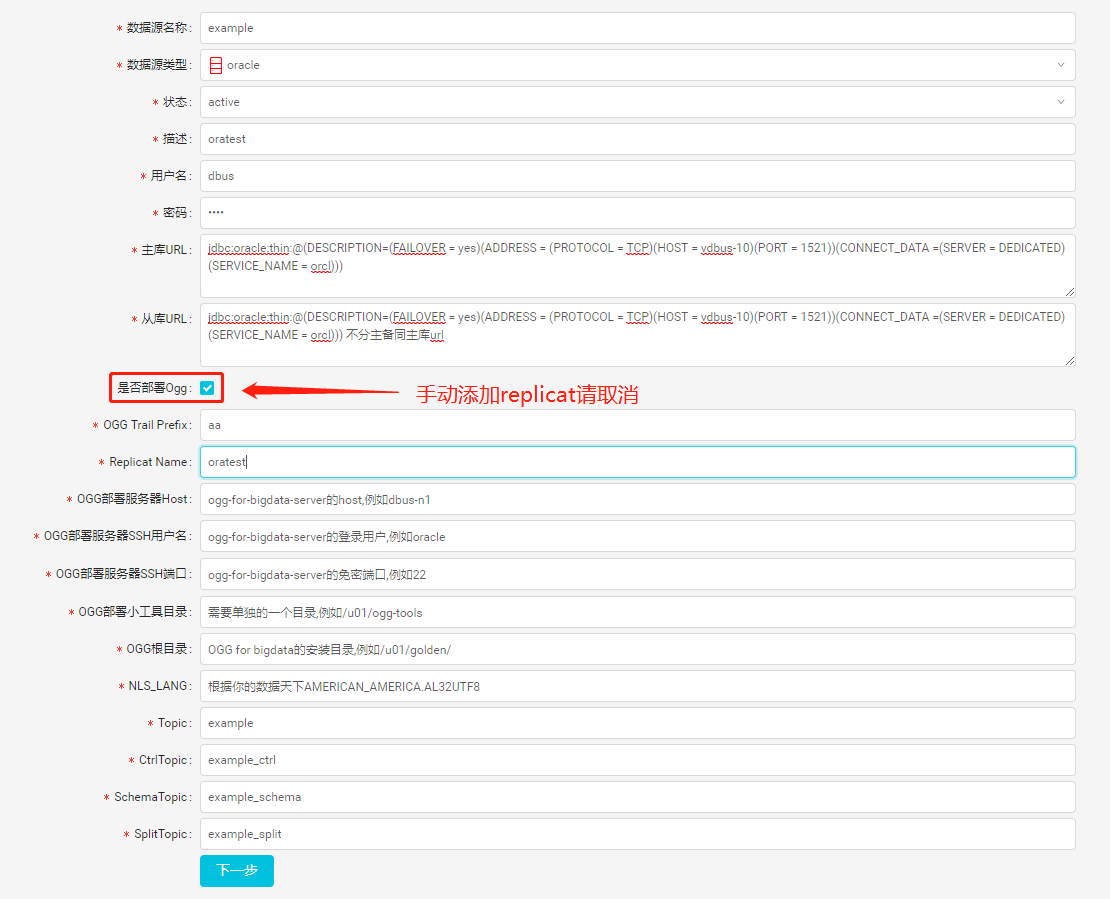 * 数据源名称: example
* 数据源类型: oracle
* 状态: active
* 描述: oratest
* 用户名: dbus
* 密码: ••••
* 主库URL: jdbc:oracle:thin:@(DESCRIPTION=(FAILOVER = yes)(ADDRESS = (PROTOCOL = TCP)(HOST = vdbus-10)(PORT = 1521))(CONNECT_DATA =(SERVER = DEDICATED)
(SERVICE_NAME = orcl)))
* 从库URL: jdbc:oracle:thin:@(DESCRIPTION=(FAILOVER = yes)(ADDRESS = (PROTOCOL = TCP)(HOST = vdbus-10)(PORT = 1521))(CONNECT_DATA =(SERVER = DEDICATED)
(SERVICE_NAME = orcl))) 不分主备同主库url
是否部署Ogg: 手动添加replicat请取消
* OGG Trail Prefix: aa
* Replicat Name: oratest
* OGG部署服务器Host: ogg-for-bigdata-server的host,例如dbus-n1
* OGG部署服务器SSH用户名: ogg-for-bigdata-server的登录用户,例如oracle
* OGG部署服务器SSH端口: ogg-for-bigdata-server的免密端口,例如22
* OGG部署小工具目录: 需要单独的一个目录,例如/u01/ogg-tools
* OGG根目录: OGG for bigdata的安装目录,例如/u01/golden/
* NLS_LANG: 根据你的数据天下AMERICAN_AMERICA.AL32UTF8
* Topic: example
* CtrlTopic: example_ctrl
* SchemaTopic: example_schema
* SplitTopic: example_split
下一步